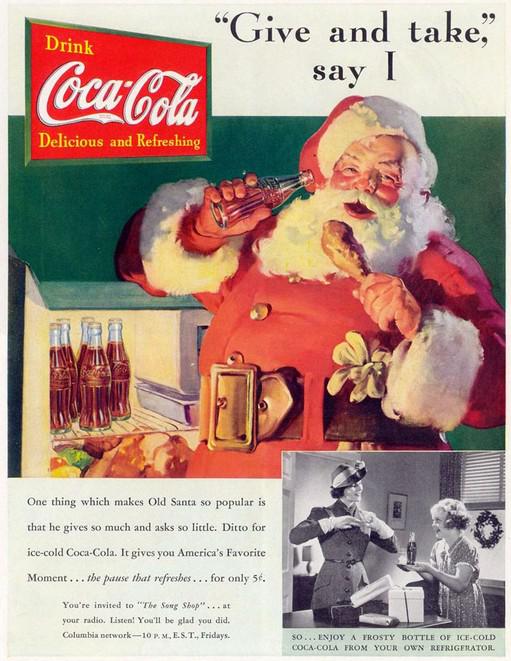 Drink
Coca-Cola
Delicious and Refreshing
“Give and take,”
say I
One thing which makes Old Santa so popular is
that he gives so much and asks so little. Ditto for
ice-cold Coca-Cola. It gives you America's Favorite
Moment . . . the pause that refreshes . . . for only 5¢.
You're invited to "The Song Shop" . . . at
your radio. Listen! You'll be glad you did.
Columbia network—10 P. M., E. S. T., Fridays.
SO . . . ENJOY A FROSTY BOTTLE OF ICE-COLD
COCA-COLA FROM YOUR OWN REFRIGERATOR.